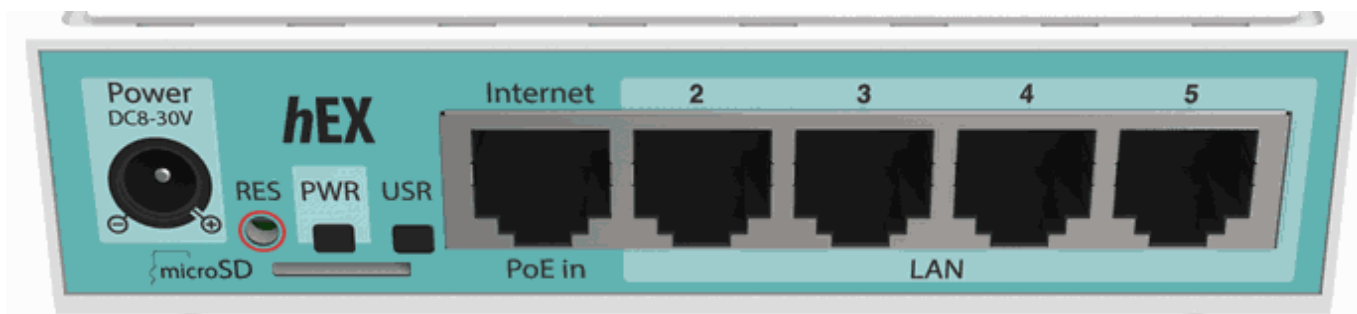 Power
DC8-30V
hEX
RES PWR USR
microSD
Internet 2 3 4 5
PoE in
LAN